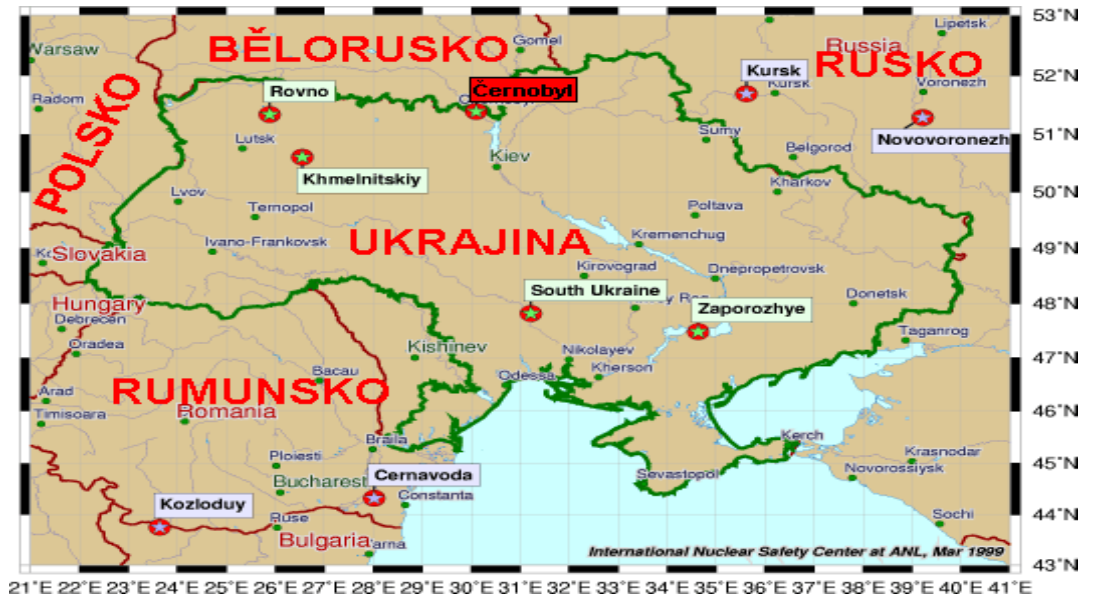 53°N
Lipetsk
Gomel
BĚLORUSKO
Russia
Warsaw
RUSKO
Kursk
52°N
Kursk
Voronezh
Rovno
Černobyl
Radom
POLSKO
Novovoronezh
51°N
Lutsk
Sumy
Belgorod
Kiev
Khmelnitskiy
Kharkov
50°N
Lvov
Ternopol
Poltava
UKRAJINA
Ivano-Frankovsk
Kremenchug
49°N
Slovakia
Kirovograd
Dnepropetrovsk
South Ukraine
Hungary
Donetsk
48°N
Zaporozhye
Debrecen
Taganrog
Oradea
Kishinev
Nikolayev
47°N
Bacau
Odessa
Kherson
RUMUNSKO
Arad
Timisoara
Romania
46°N
Braila
Kerch
Ploiesti
Krasnodar
45°N
Cernavoda
Sevastopol
Novorossiysk
Bucharest
Constanta
Kozloduy
Ruse
Sochi
44°N
Bulgaria
International Nuclear Safety Center at ANL, Mar 1999
43°N
21°E 22°E 23°E 24°E 25°E 26°E 27°E 28°E 29°E 30°E 31°E 32°E 33°E 34°E 35°E 36°E 37°E 38°E 39°E 40°E 41°E